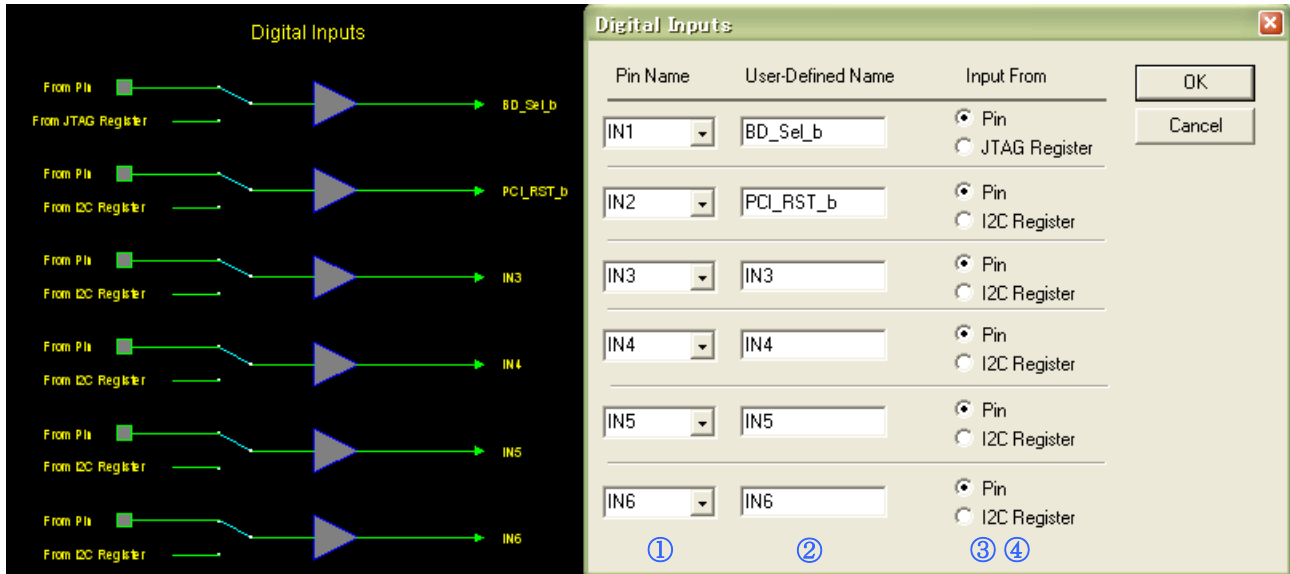 Digital Inputs
From Pin
From JTAG Register
BD_Sel_b
From Pin
From I2C Register
PCI_RST_b
From Pin
From I2C Register
IN3
From Pin
From I2C Register
IN4
From Pin
From I2C Register
IN5
From Pin
From I2C Register
IN6
Digital Inputs
Pin Name User-Defined Name Input From
OK
Cancel
IN1 BD_Sel_b Pin
JTAG Register
IN2 PCI_RST_b Pin
I2C Register
IN3 IN3 Pin
I2C Register
IN4 IN4 Pin
I2C Register
IN5 IN5 Pin
I2C Register
IN6 IN6 Pin
I2C Register
① ② ③ ④